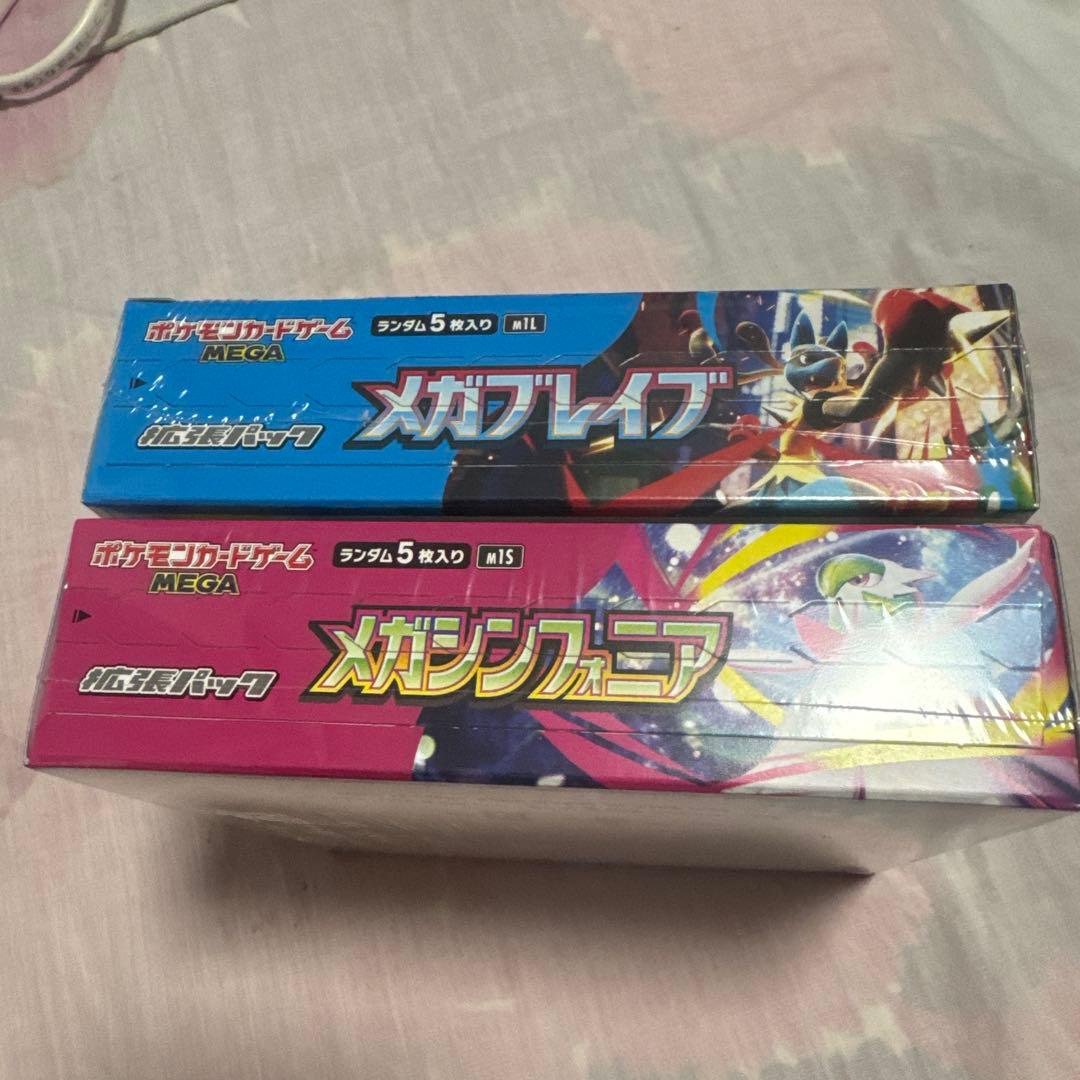 ポケモンカードゲーム
MEGA
ランダム5枚入り
M1L
拡張パック
メガブレイブ
ポケモンカードゲーム
MEGA
ランダム5枚入り
M1S
拡張パック
メガシンフォニア